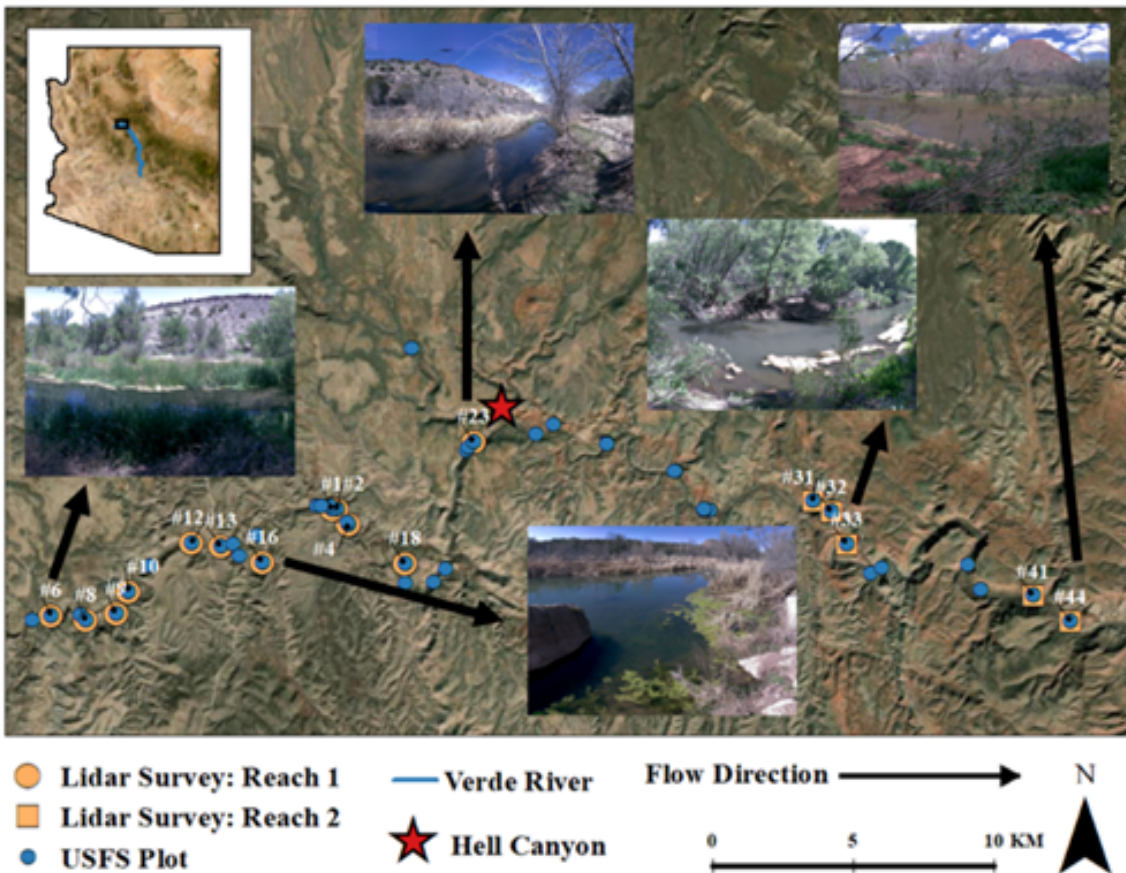 #23
#1
#2
#31
#32
#12
#13
#4
#33
#16
#18
#10
#6
#8
#41
#44
Lidar Survey: Reach 1
Lidar Survey: Reach 2
USFS Plot
Verde River
Hell Canyon
Flow Direction
N
0 5 10 KM